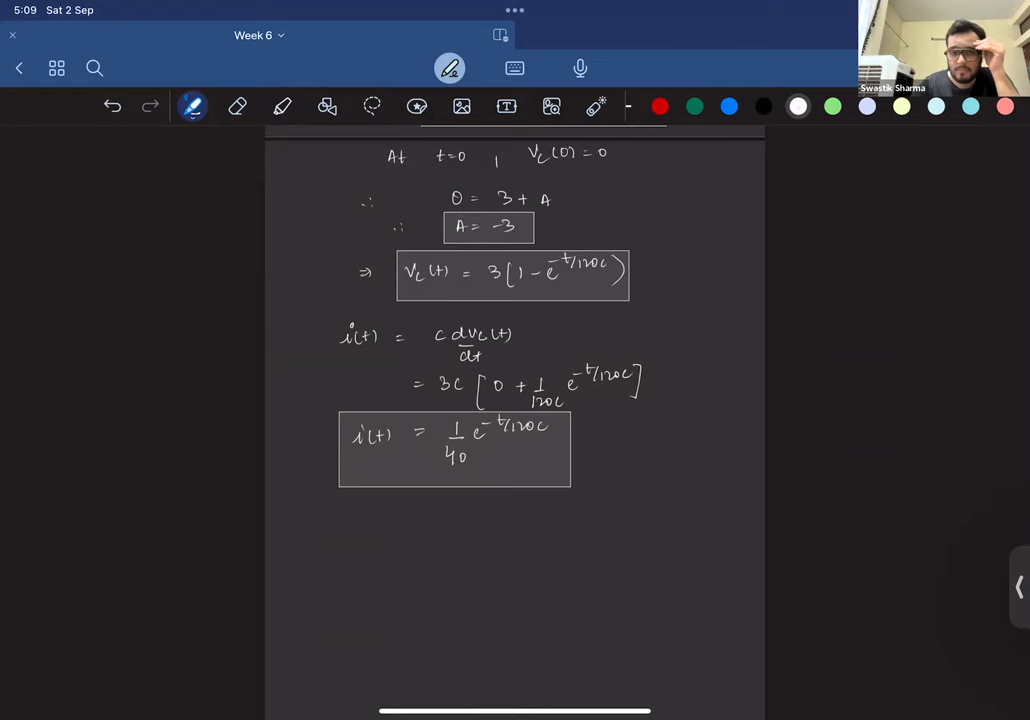 5:09 Sat 2 Sep
Week 6
Swastik Sharma
At t=0 , Vc(0) = 0
∴ 0 = 3 + A
∴ A = -3
⇒ Vc(t) = 3(1 - e^{-t/120C})
i(t) = C dVc(t)/dt
= 3C [0 + 1/120C e^{-t/120C}]
i(t) = 1/40 e^{-t/120C}